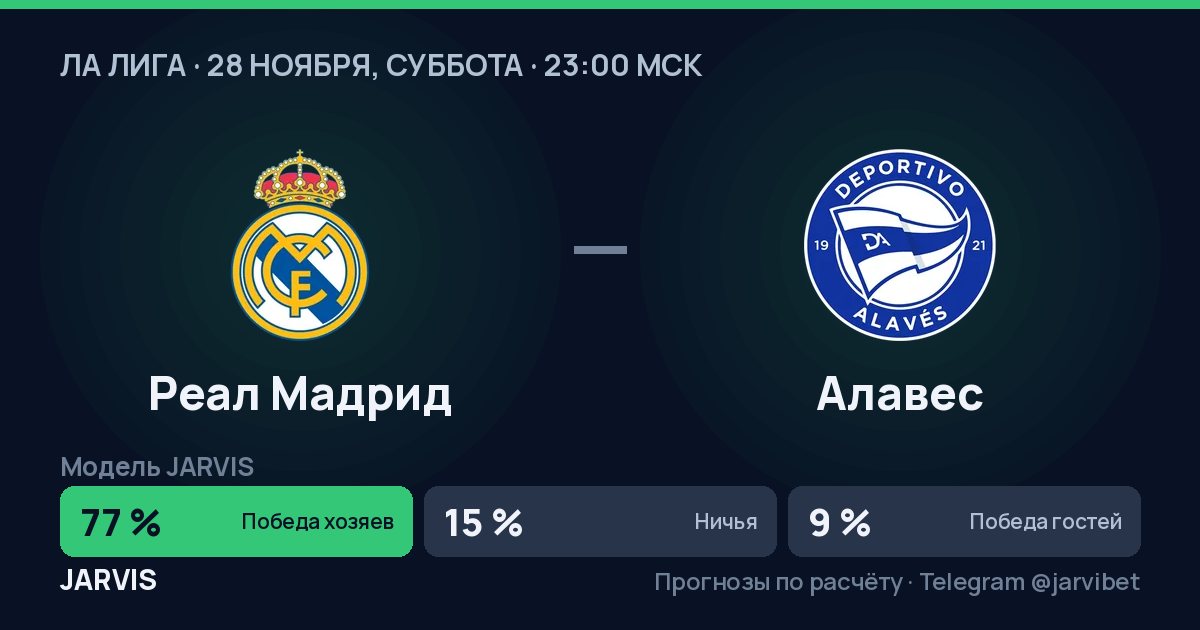 ЛА ЛИГА · 28 НОЯБРЯ, СУББОТА · 23:00 МСК
DEPORTIVO
19 DA 21
ALAVÉS
—
Реал Мадрид
Алавес
Модель JARVIS
77 % Победа хозяев
15 % Ничья
9 % Победа гостей
JARVIS
Прогнозы по расчёту · Telegram @jarvibet